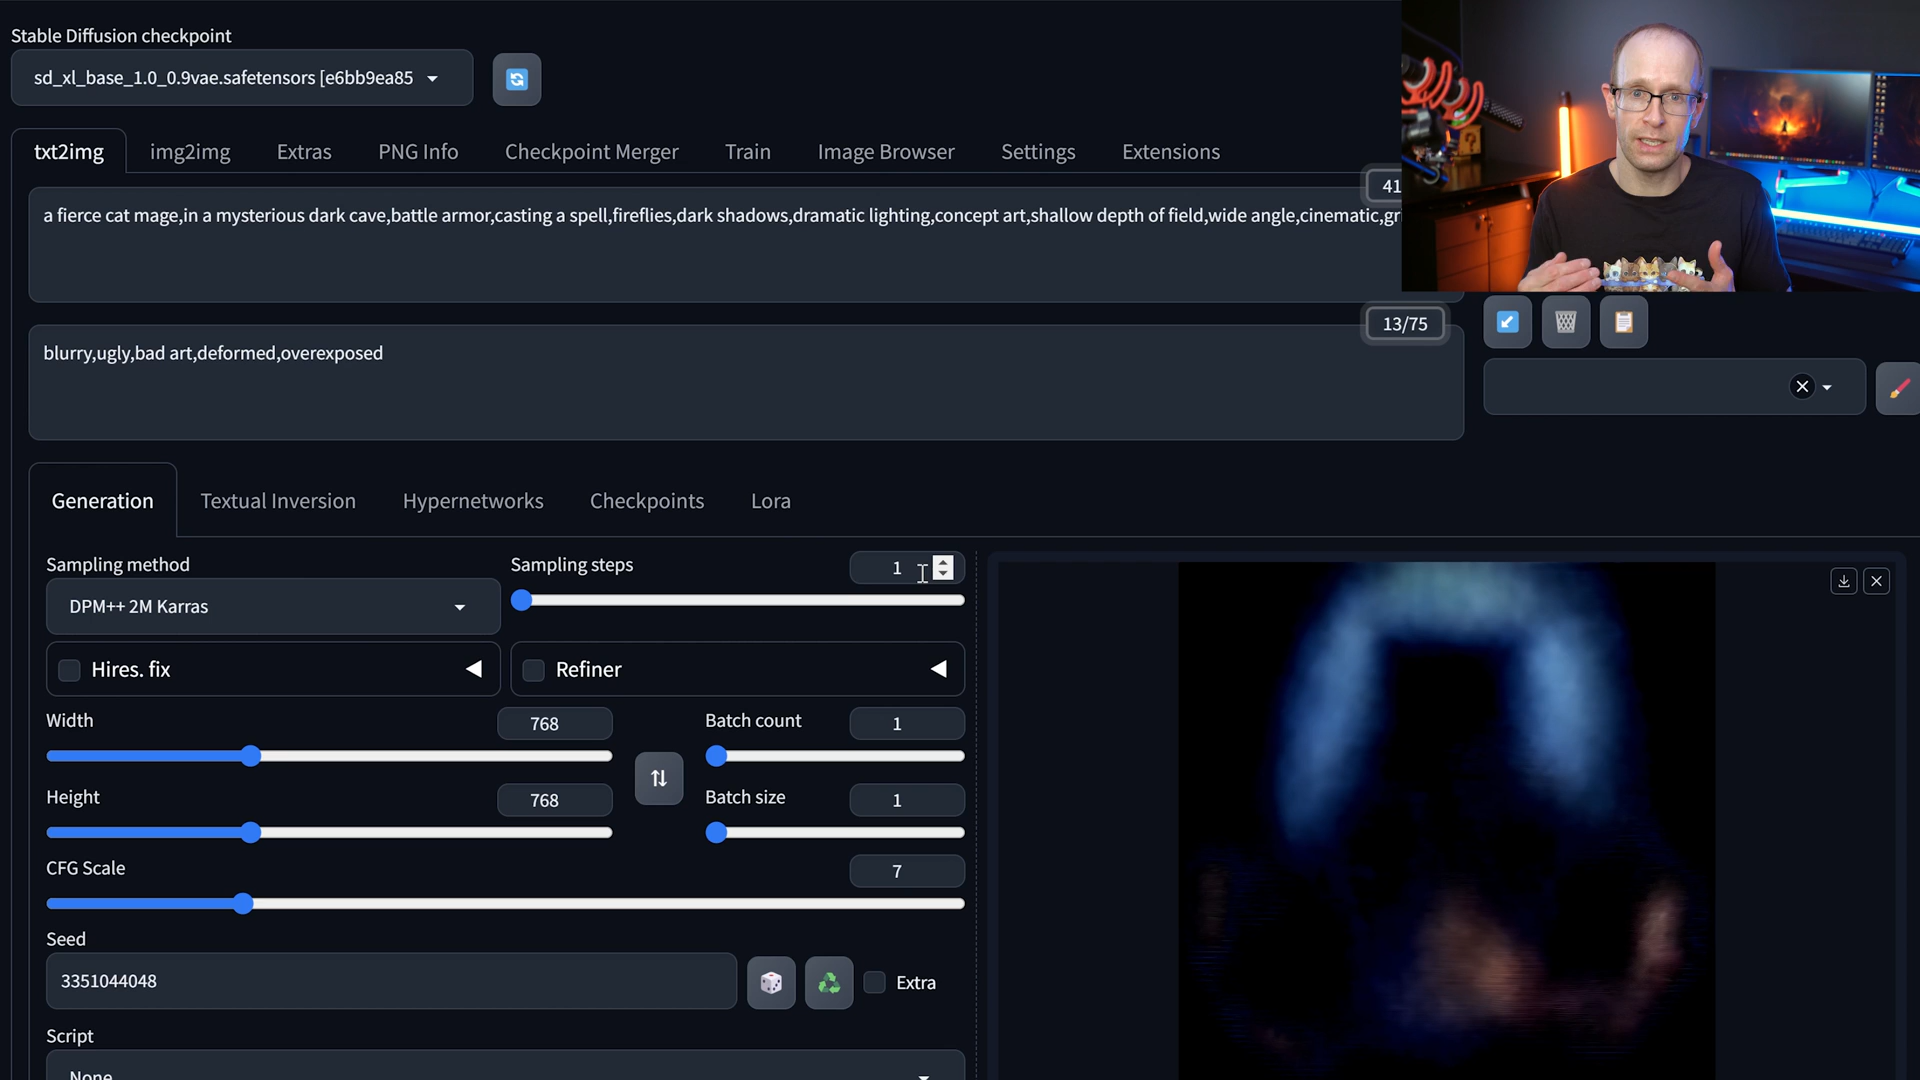 Stable Diffusion checkpoint
sd_xl_base_1.0_0.9vae.safetensors [e6bb9ea85
txt2img img2img Extras PNG Info Checkpoint Merger Train Image Browser Settings Extensions
41
a fierce cat mage,in a mysterious dark cave,battle armor,casting a spell,fireflies,dark shadows,dramatic lighting,concept art,shallow depth of field,wide angle,cinematic,gr
13/75
blurry,ugly,bad art,deformed,overexposed
Generation Textual Inversion Hypernetworks Checkpoints Lora
Sampling method
DPM++ 2M Karras
Sampling steps
1
Hires. fix
Refiner
Width
768
Batch count
1
Height
768
Batch size
1
CFG Scale
7
Seed
3351044048
Extra
Script
None